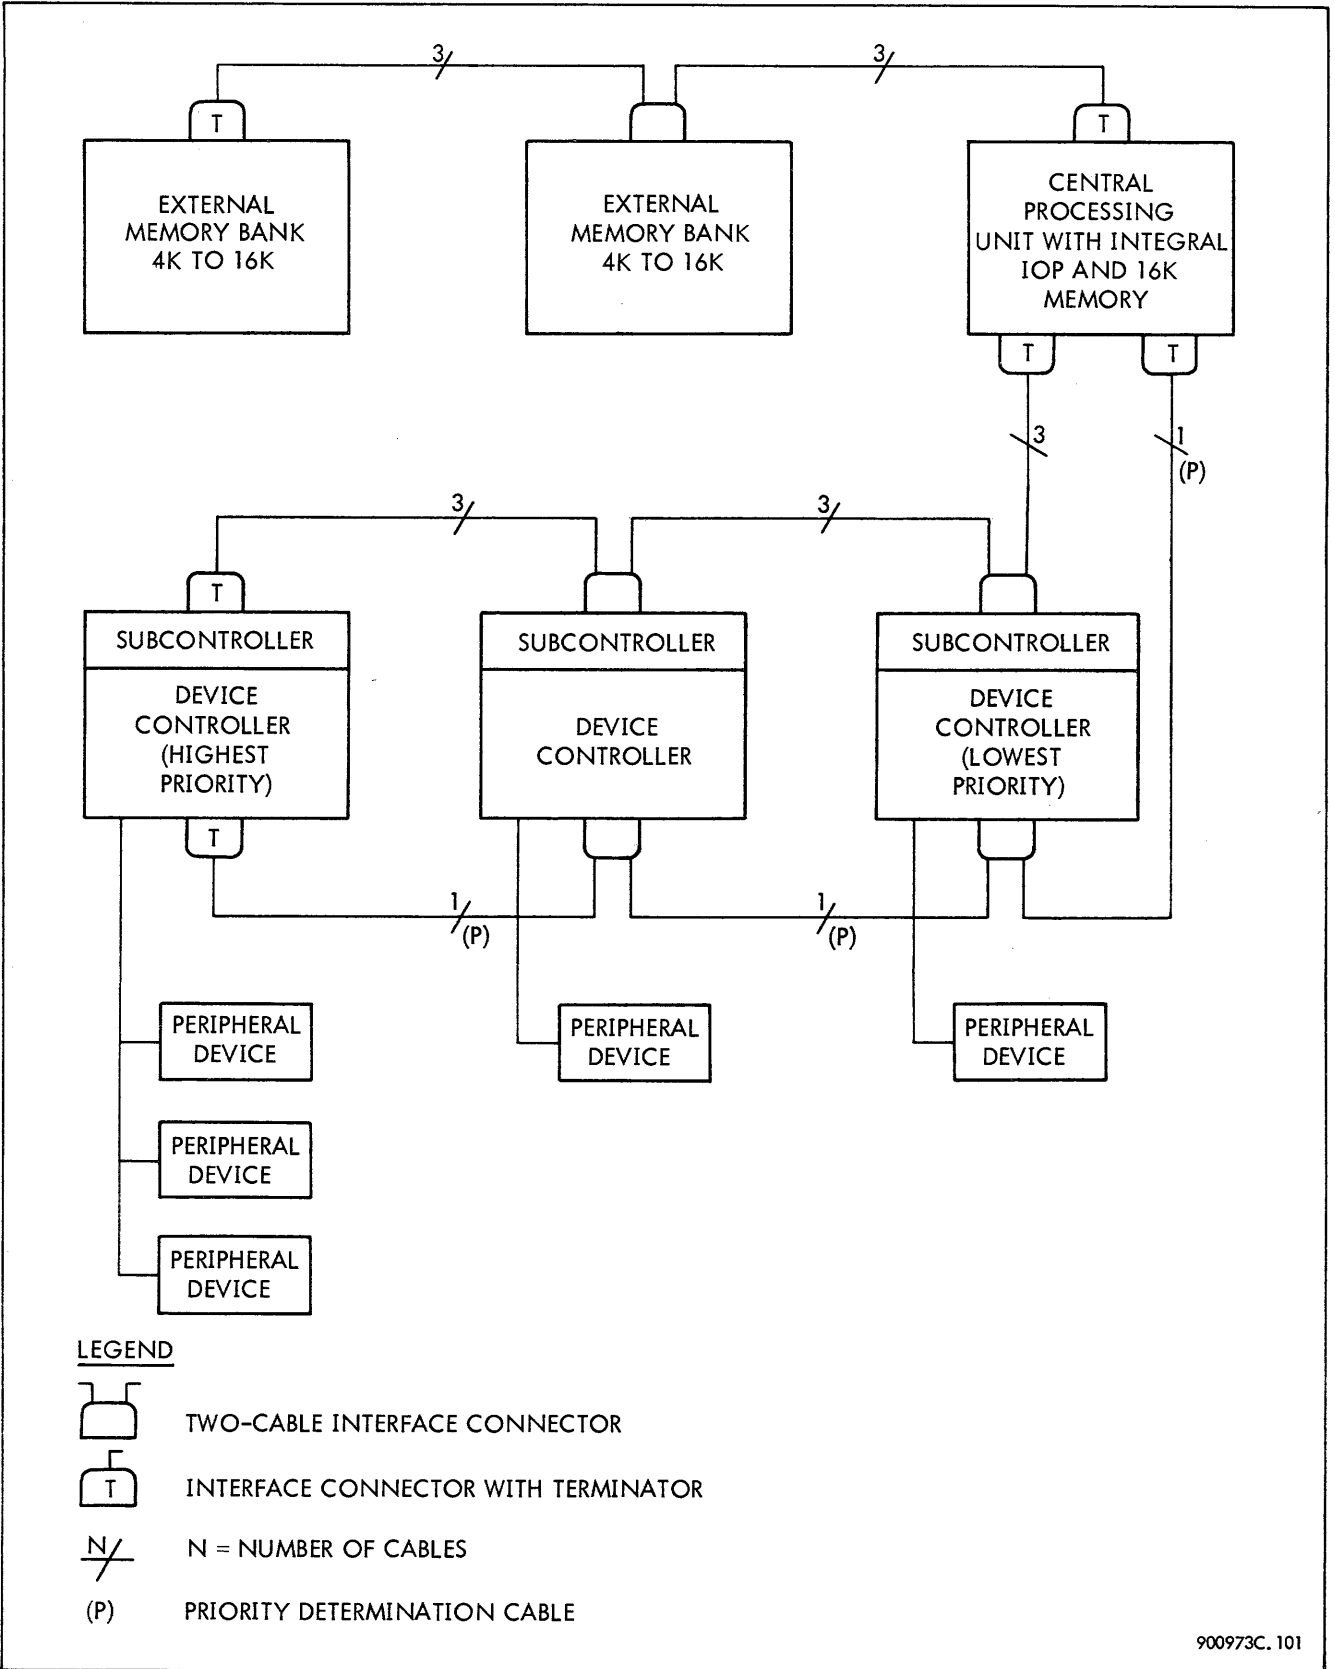 3
3
T
T
EXTERNAL
MEMORY BANK
4K TO 16K
EXTERNAL
MEMORY BANK
4K TO 16K
CENTRAL
PROCESSING
UNIT WITH INTEGRAL
IOP AND 16K
MEMORY
T
T
3
1
(P)
3
3
T
SUBCONTROLLER
DEVICE
CONTROLLER
(HIGHEST
PRIORITY)
T
SUBCONTROLLER
DEVICE
CONTROLLER
SUBCONTROLLER
DEVICE
CONTROLLER
(LOWEST
PRIORITY)
1
(P)
1
(P)
PERIPHERAL
DEVICE
PERIPHERAL
DEVICE
PERIPHERAL
DEVICE
PERIPHERAL
DEVICE
PERIPHERAL
DEVICE
LEGEND
TWO-CABLE INTERFACE CONNECTOR
T INTERFACE CONNECTOR WITH TERMINATOR
N/ N = NUMBER OF CABLES
(P) PRIORITY DETERMINATION CABLE
900973C. 101